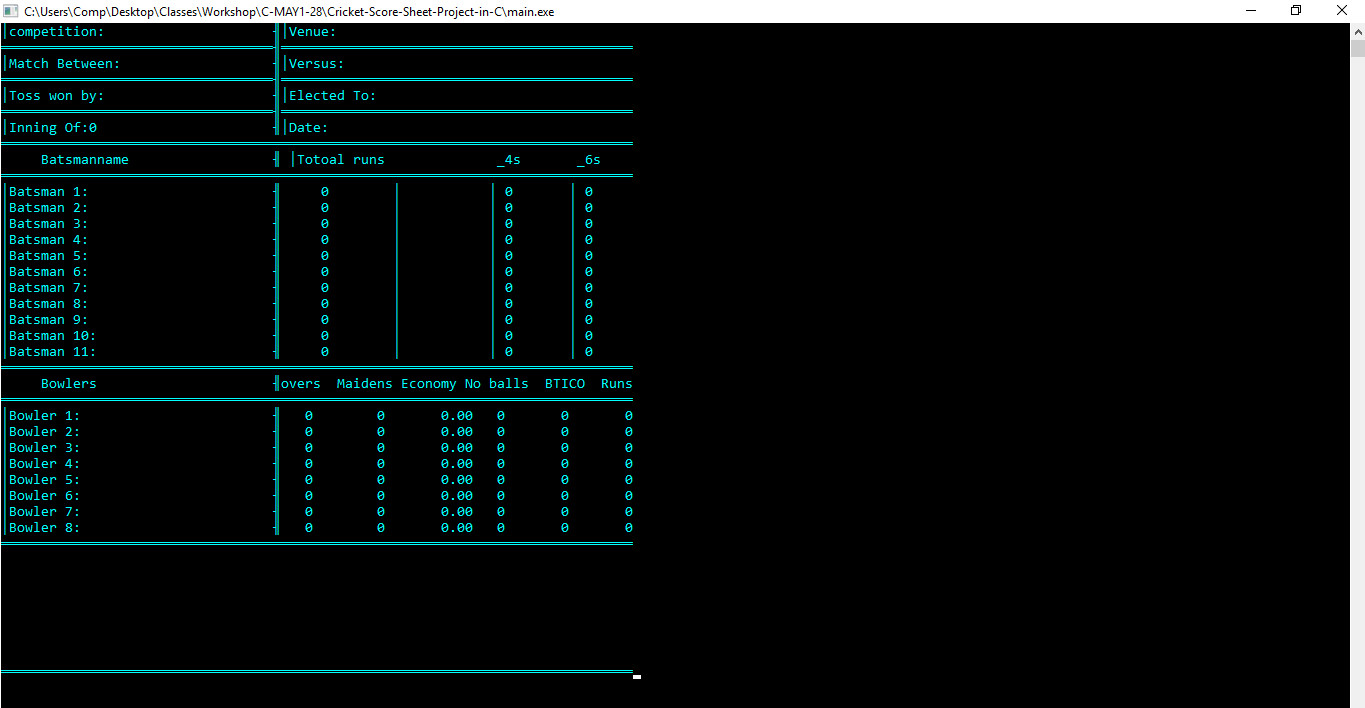 C:\Users\Comp\Desktop\Classes\Workshop\C-MAY1-28\Cricket-Score-Sheet-Project-in-C\main.exe
competition: Venue:
Match Between: Versus:
Toss won by: Elected To:
Inning Of:0 Date:
Batsmanname Totoal runs _4s _6s
Batsman 1: 0 0 0
Batsman 2: 0 0 0
Batsman 3: 0 0 0
Batsman 4: 0 0 0
Batsman 5: 0 0 0
Batsman 6: 0 0 0
Batsman 7: 0 0 0
Batsman 8: 0 0 0
Batsman 9: 0 0 0
Batsman 10: 0 0 0
Batsman 11: 0 0 0
Bowlers overs Maidens Economy No balls BTICO Runs
Bowler 1: 0 0 0.00 0 0 0
Bowler 2: 0 0 0.00 0 0 0
Bowler 3: 0 0 0.00 0 0 0
Bowler 4: 0 0 0.00 0 0 0
Bowler 5: 0 0 0.00 0 0 0
Bowler 6: 0 0 0.00 0 0 0
Bowler 7: 0 0 0.00 0 0 0
Bowler 8: 0 0 0.00 0 0 0